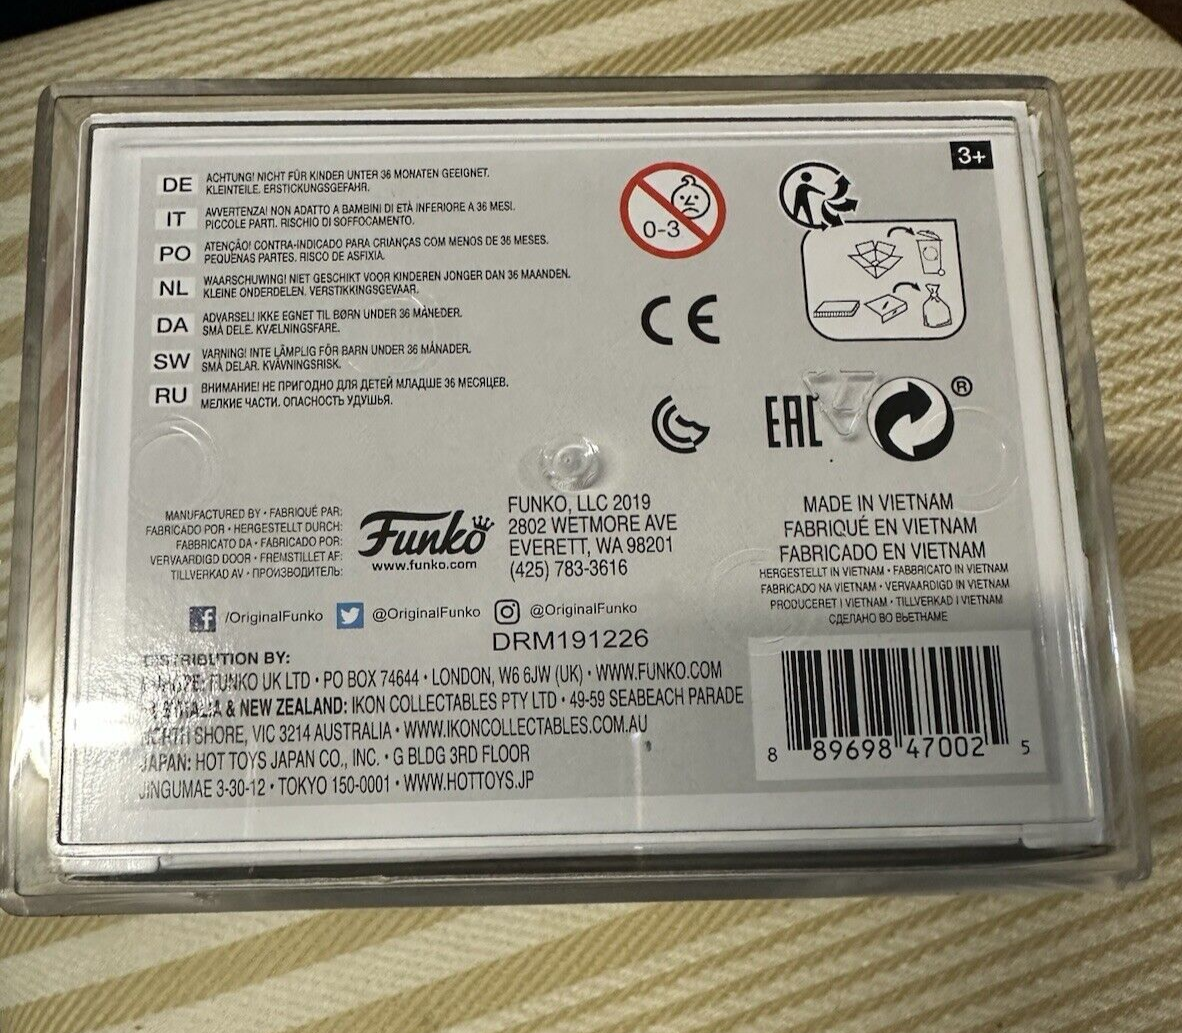 3+
DE ACHTUNG! NICHT FÜR KINDER UNTER 36 MONATEN GEEIGNET.
KLEINTEILE. ERSTICKUNGSGEFAHR.
IT AVVERTENZA! NON ADATTO A BAMBINI DI ETÀ INFERIORE A 36 MESI.
PICCOLE PARTI. RISCHIO DI SOFFOCAMENTO.
PO ATENÇÃO! CONTRA-INDICADO PARA CRIANÇAS COM MENOS DE 36 MESES.
PEQUENAS PARTES. RISCO DE ASFIXIA.
NL WAARSCHUWING! NIET GESCHIKT VOOR KINDEREN JONGER DAN 36 MAANDEN.
KLEINE ONDERDELEN. VERSTIKKINGSGEVAAR.
DA ADVARSEL! IKKE EGNET TIL BØRN UNDER 36 MÅNEDER.
SMÅ DELE. KVÆLNINGSFARE.
SW VARNING! INTE LÄMPLIG FÖR BARN UNDER 36 MÅNADER.
SMÅ DELAR. KVÄVNINGSRISK.
RU ВНИМАНИЕ! НЕ ПРИГОДНО ДЛЯ ДЕТЕЙ МЛАДШЕ 36 МЕСЯЦЕВ.
МЕЛКИЕ ЧАСТИ. ОПАСНОСТЬ УДУШЬЯ.
0-3
CE
EAC
®
MANUFACTURED BY • FABRIQUÉ PAR:
FABRICADO POR • HERGESTELLT DURCH:
FABBRICATO DA • FABRICADO POR:
VERVAARDIGD DOOR • FREMSTILLET AF:
TILLVERKAD AV • ПРОИЗВОДИТЕЛЬ:
Funko
www.funko.com
FUNKO, LLC 2019
2802 WETMORE AVE
EVERETT, WA 98201
(425) 783-3616
MADE IN VIETNAM
FABRIQUÉ EN VIETNAM
FABRICADO EN VIETNAM
HERGESTELLT IN VIETNAM • FABBRICATO IN VIETNAM
FABRICADO NA VIETNAM • VERVAARDIGD IN VIETNAM
PRODUCERET I VIETNAM • TILLVERKAD I VIETNAM
СДЕЛАНО ВО ВЬЕТНАМЕ
/OriginalFunko @OriginalFunko @OriginalFunko
DRM191226
DISTRIBUTION BY:
EUROPE: FUNKO UK LTD • PO BOX 74644 • LONDON, W6 6JW (UK) • WWW.FUNKO.COM
AUSTRALIA & NEW ZEALAND: IKON COLLECTABLES PTY LTD • 49-59 SEABEACH PARADE
NORTH SHORE, VIC 3214 AUSTRALIA • WWW.IKONCOLLECTABLES.COM.AU
JAPAN: HOT TOYS JAPAN CO., INC. • G BLDG 3RD FLOOR
JINGUMAE 3-30-12 • TOKYO 150-0001 • WWW.HOTTOYS.JP
8 89698 47002 5